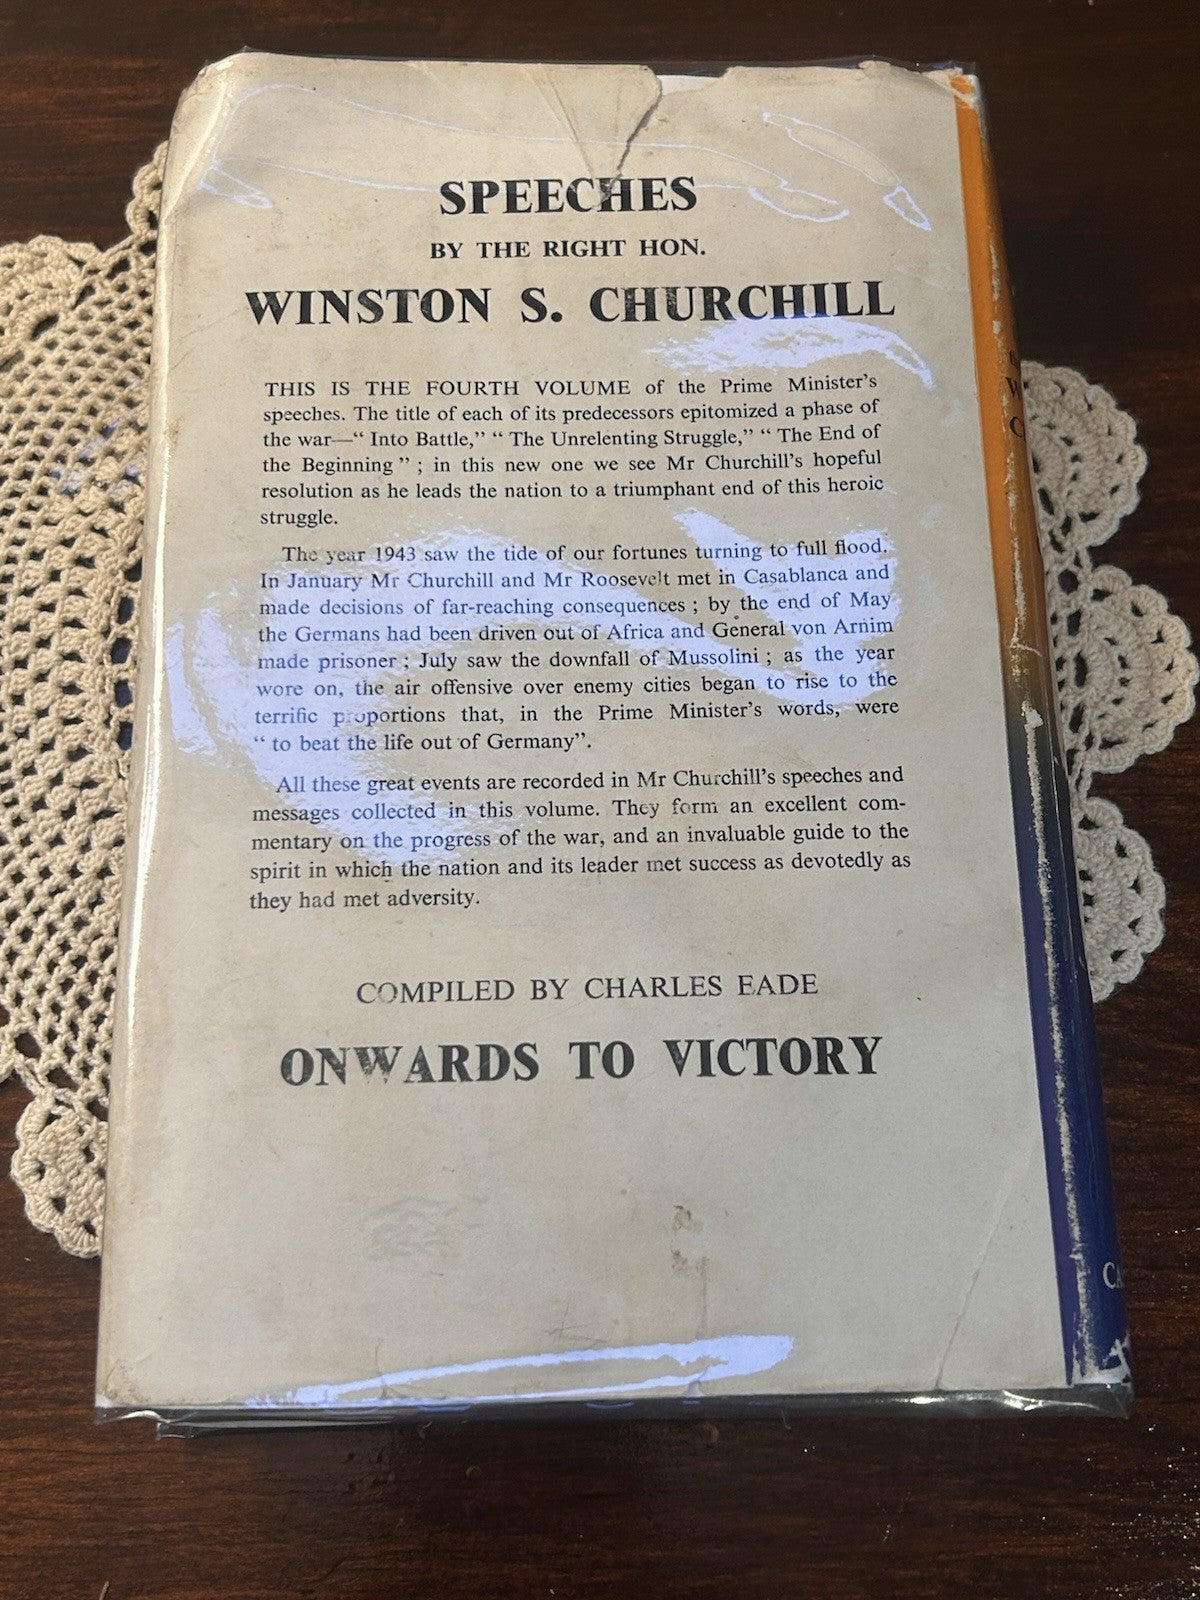 SPEECHES
BY THE RIGHT HON.
WINSTON S. CHURCHILL
THIS IS THE FOURTH VOLUME of the Prime Minister's
speeches. The title of each of its predecessors epitomized a phase of
the war—“ Into Battle,” “ The Unrelenting Struggle,” “ The End of
the Beginning ” ; in this new one we see Mr Churchill's hopeful
resolution as he leads the nation to a triumphant end of this heroic
struggle.
The year 1943 saw the tide of our fortunes turning to full flood.
In January Mr Churchill and Mr Roosevelt met in Casablanca and
made decisions of far-reaching consequences ; by the end of May
the Germans had been driven out of Africa and General von Arnim
made prisoner ; July saw the downfall of Mussolini ; as the year
wore on, the air offensive over enemy cities began to rise to the
terrific proportions that, in the Prime Minister's words, were
“ to beat the life out of Germany”.
All these great events are recorded in Mr Churchill's speeches and
messages collected in this volume. They form an excellent com-
mentary on the progress of the war, and an invaluable guide to the
spirit in which the nation and its leader met success as devotedly as
they had met adversity.
COMPILED BY CHARLES EADE
ONWARDS TO VICTORY